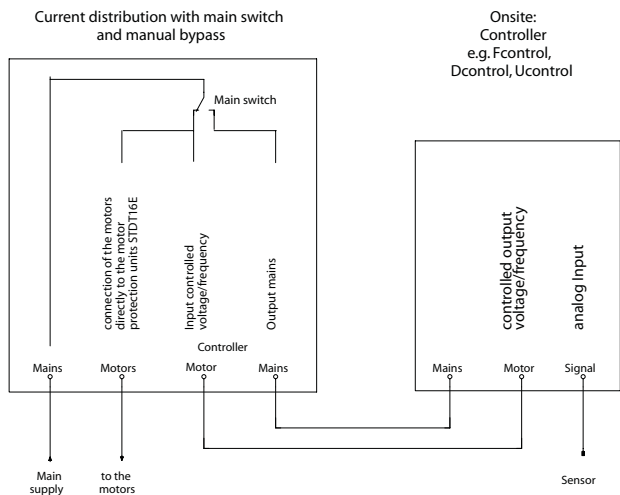 Current distribution with main switch
and manual bypass
Onsite:
Controller
e.g. Fcontrol,
Dcontrol, Ucontrol
Main switch
connection of the motors
directly to the motor
protection units STDT16E
Input controlled
voltage/frequency
Output mains
controlled output
voltage/frequency
analog Input
Controller
Mains
Motors
Motor
Mains
Mains
Motor
Signal
Main
supply
to the
motors
Sensor